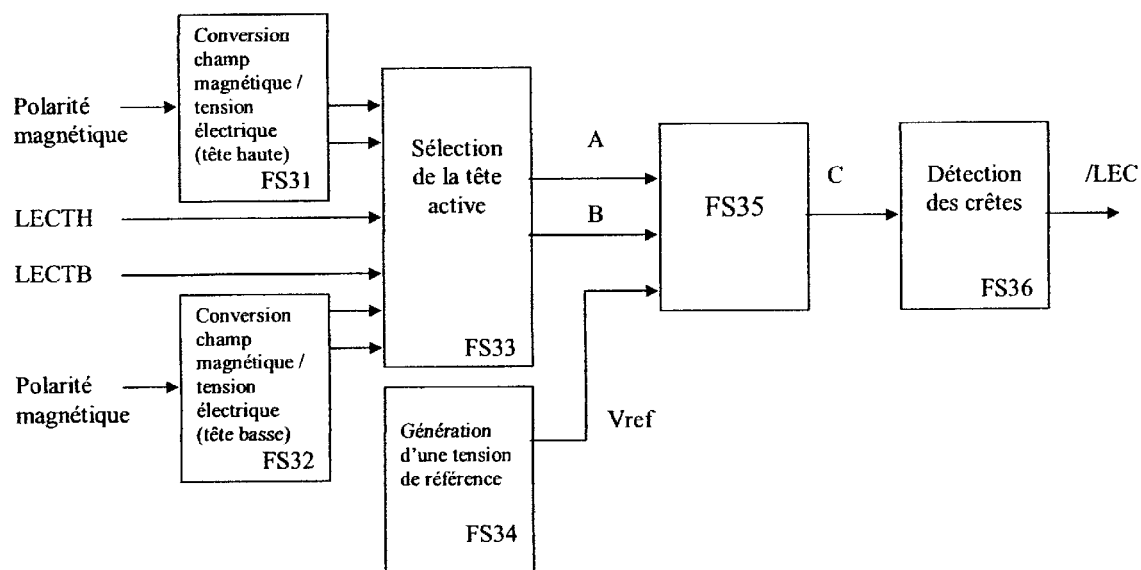 Conversion
champ
magnétique /
tension
électrique
(tête haute)
FS31
Polarité
magnétique
LECTH
LECTB
Conversion
champ
magnétique /
tension
électrique
(tête basse)
FS32
Polarité
magnétique
Sélection
de la tête
active
FS33
Génération
d'une tension
de référence
FS34
A
B
Vref
FS35
C
Détection
des crêtes
FS36
/LEC